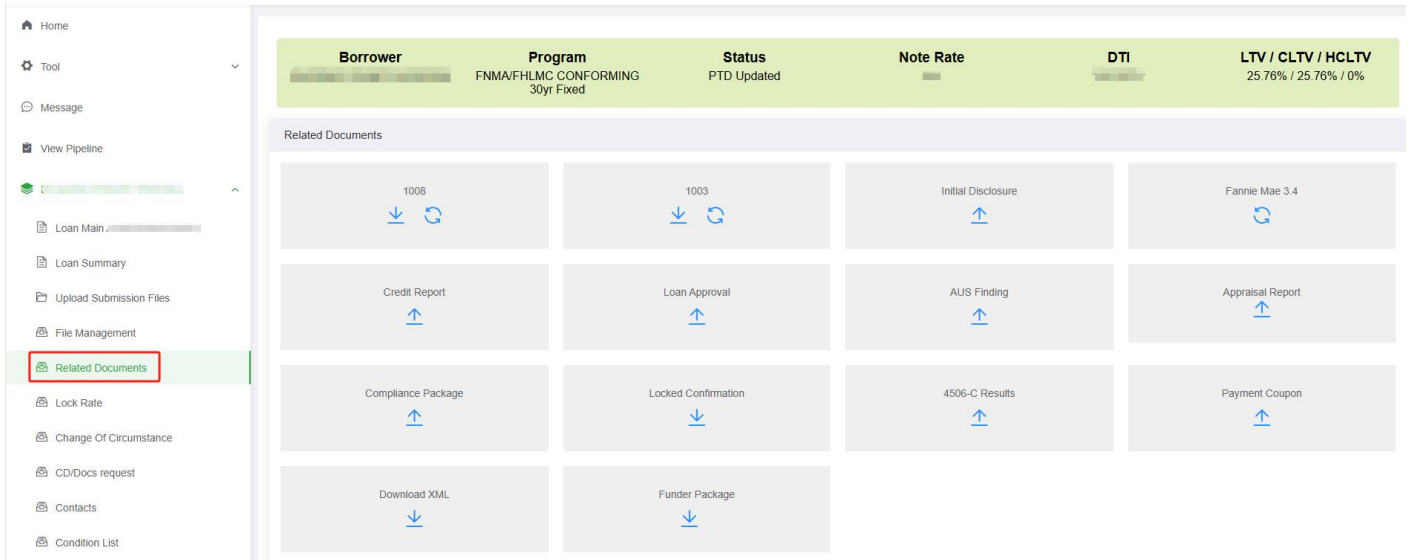 Home
Tool
Message
View Pipeline
Loan Main
Loan Summary
Upload Submission Files
File Management
Related Documents
Lock Rate
Change Of Circumstance
CD/Docs request
Contacts
Condition List
Borrower
Program
FNMA/FHLMC CONFORMING
30yr Fixed
Status
PTD Updated
Note Rate
DTI
LTV / CLTV / HCLTV
25.76% / 25.76% / 0%
Related Documents
1008
1003
Initial Disclosure
Fannie Mae 3.4
Credit Report
Loan Approval
AUS Finding
Appraisal Report
Compliance Package
Locked Confirmation
4506-C Results
Payment Coupon
Download XML
Funder Package